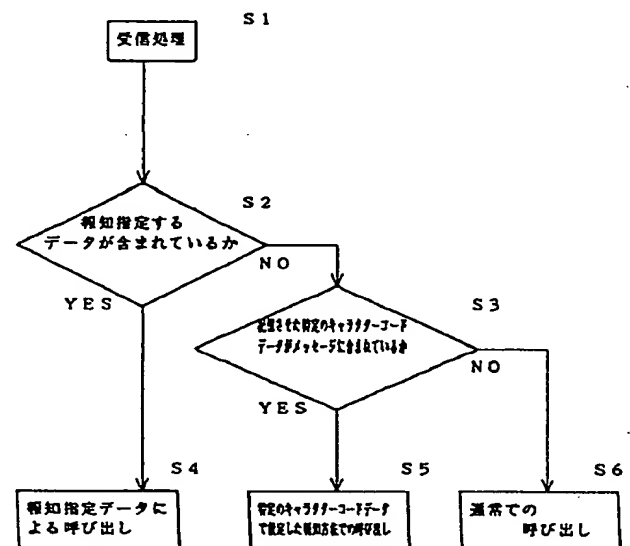 S1
受信処理
S2
報知指定する
データが含まれているか
NO
YES
S3
記憶させた特定のキャラクターコード
データがメッセージに含まれているか
NO
YES
S4
報知指定データに
よる呼び出し
S5
特定のキャラクターコードデータ
で設定した報知方法での呼び出し
S6
通常での
呼び出し